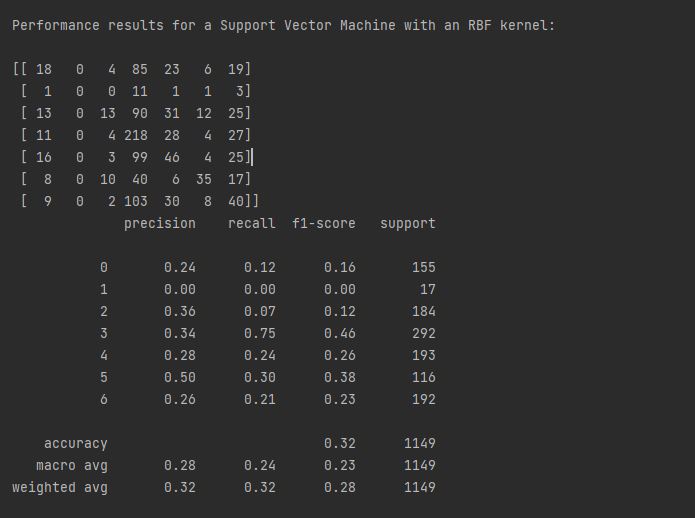 Performance results for a Support Vector Machine with an RBF kernel:
[[ 18   0   4  85  23   6  19]
 [  1   0   0  11   1   1   3]
 [ 13   0  13  90  31  12  25]
 [ 11   0   4 218  28   4  27]
 [ 16   0   3  99  46   4  25]
 [  8   0  10  40   6  35  17]
 [  9   0   2 103  30   8  40]]
              precision    recall  f1-score   support
           0       0.24      0.12      0.16       155
           1       0.00      0.00      0.00        17
           2       0.36      0.07      0.12       184
           3       0.34      0.75      0.46       292
           4       0.28      0.24      0.26       193
           5       0.50      0.30      0.38       116
           6       0.26      0.21      0.23       192
    accuracy                           0.32      1149
   macro avg       0.28      0.24      0.23      1149
weighted avg       0.32      0.32      0.28      1149